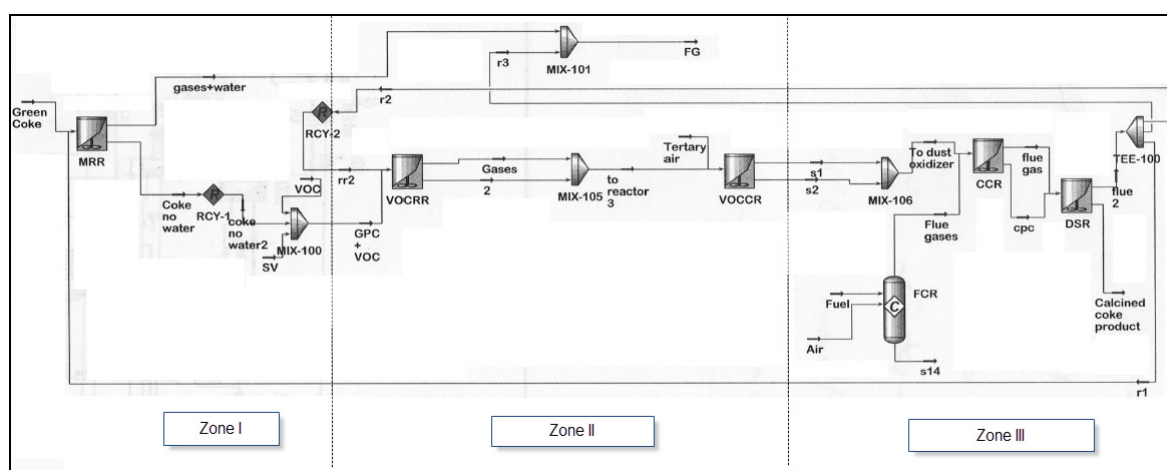 Green
Coke
MRR
gases+water
Coke
no
water
RCY-1
coke
no
water2
SV
MIX-100
VOC
RCY-2
r2
r3
MIX-101
FG
rr2
GPC
+
VOC
VOCRR
Gases
2
MIX-105
to
reactor
3
Tertiary
air
VOCCR
s1
s2
MIX-106
To dust
oxidizer
Flue
gases
Fuel
Air
C
FCR
s14
CCR
flue
gas
cpc
DSR
flue
2
TEE-100
Calcined
coke
product
r1
R
R
Zone I
Zone II
Zone III